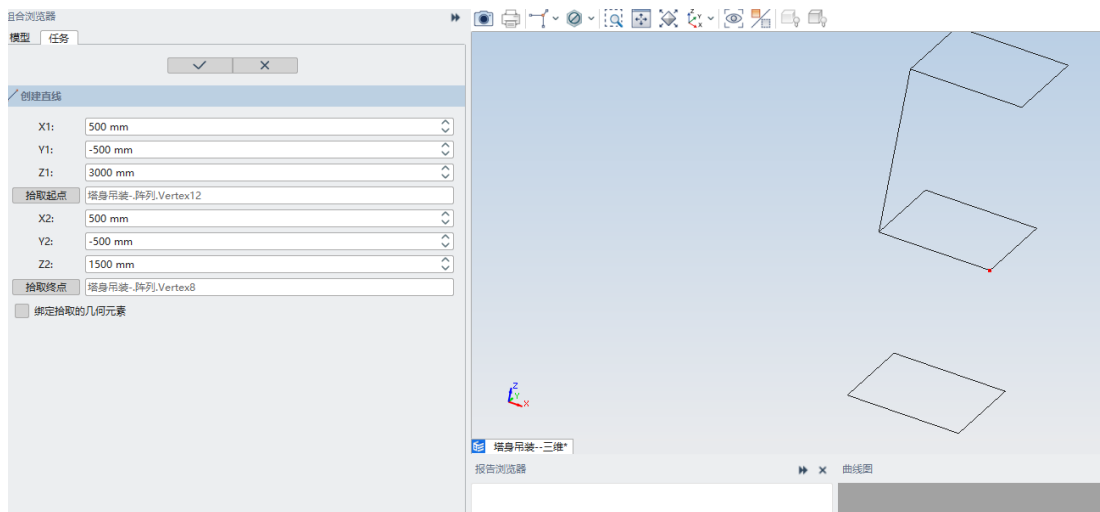 组合浏览器
模型 任务
创建直线
X1: 500 mm
Y1: -500 mm
Z1: 3000 mm
拾取起点 塔身吊装-.阵列.Vertex12
X2: 500 mm
Y2: -500 mm
Z2: 1500 mm
拾取终点 塔身吊装-.阵列.Vertex8
绑定拾取的几何元素
Z
Y
X
塔身吊装--三维*
报告浏览器 曲线图